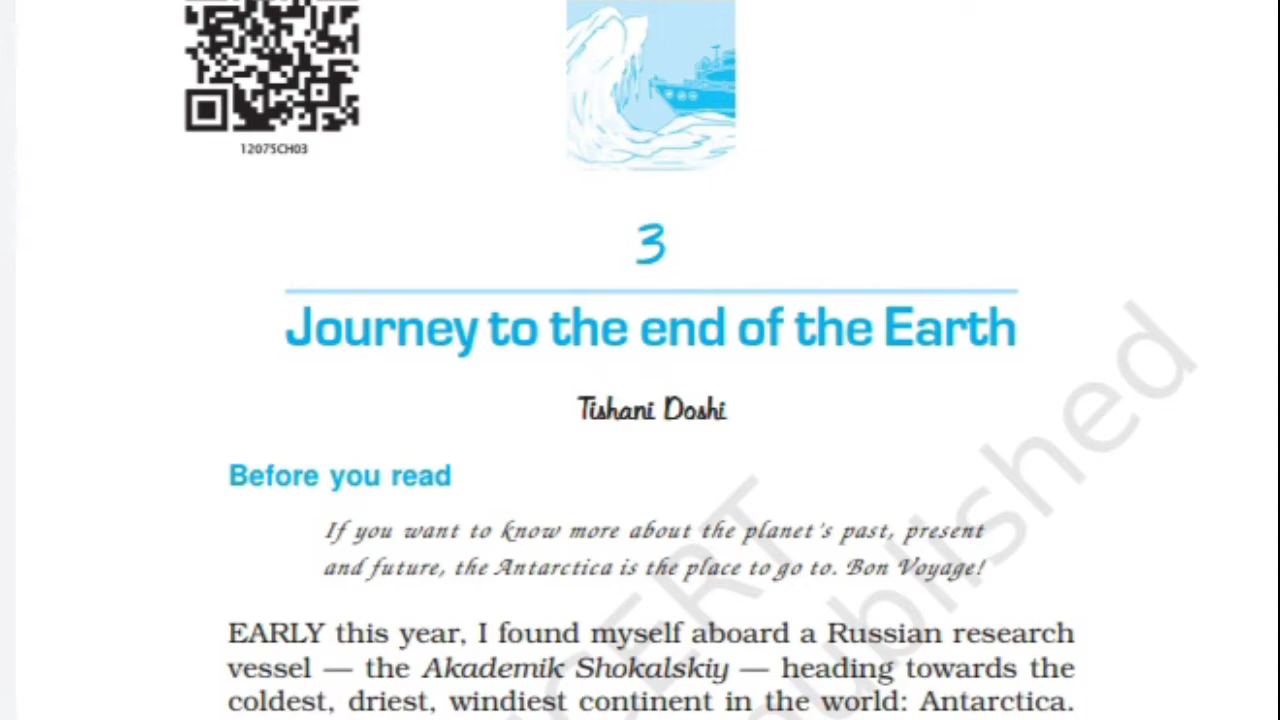 12075CH03
3
Journey to the end of the Earth
Tishani Doshi
Before you read
If you want to know more about the planet's past, present
and future, the Antarctica is the place to go to. Bon Voyage!
EARLY this year, I found myself aboard a Russian research
vessel — the Akademik Shokalskiy — heading towards the
coldest, driest, windiest continent in the world: Antarctica.